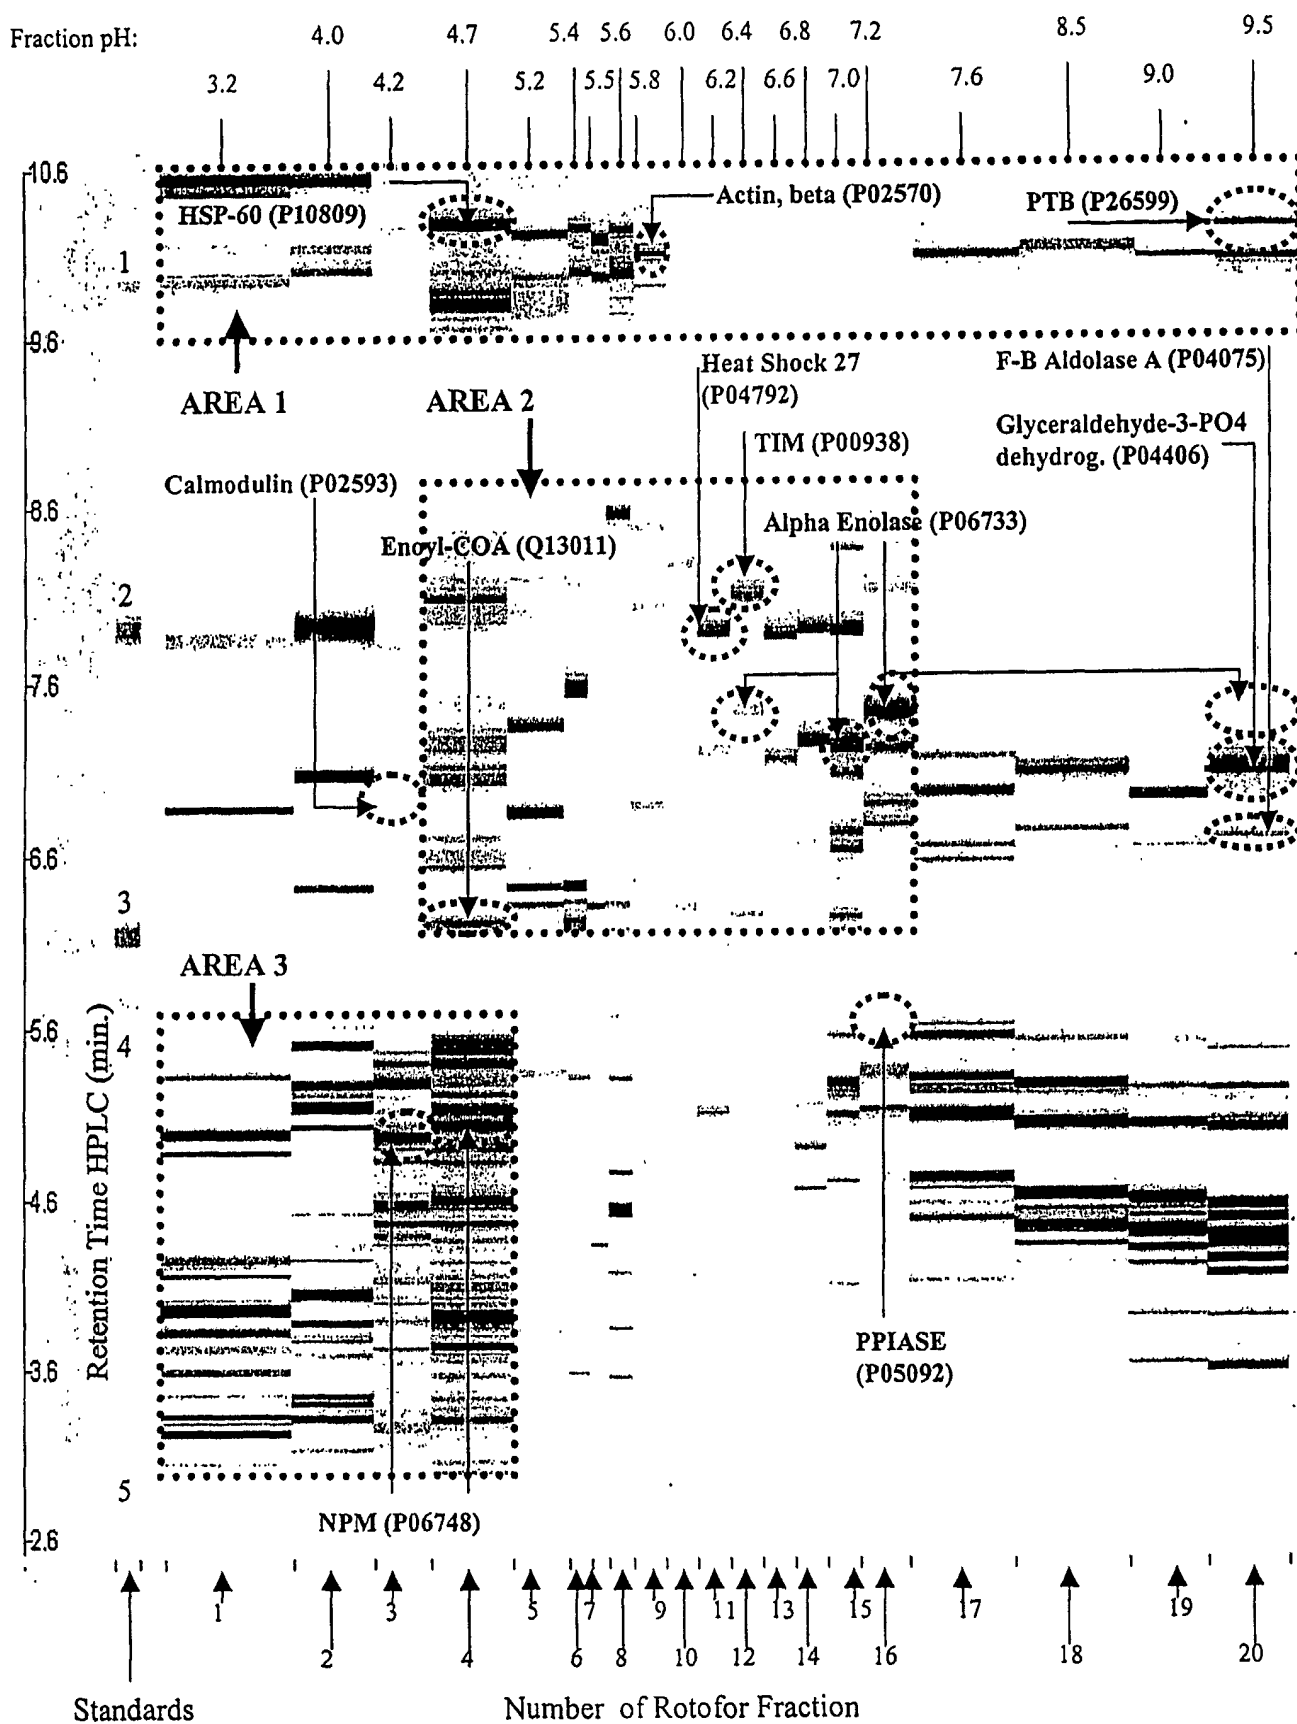 Fraction pH:
4.0 4.7 5.4 5.6 6.0 6.4 6.8 7.2 8.5 9.5
3.2 4.2 5.2 5.5 5.8 6.2 6.6 7.0 7.6 9.0
10.6
HSP-60 (P10809)
Actin, beta (P02570)
PTB (P26599)
1
9.6
AREA 1
AREA 2
Heat Shock 27
(P04792)
F-B Aldolase A (P04075)
TIM (P00938)
Glyceraldehyde-3-PO4
dehydrog. (P04406)
Calmodulin (P02593)
8.6
Alpha Enolase (P06733)
Enoyl-COA (Q13011)
2
7.6
6.6
3
AREA 3
5.6
4
4.6
Retention Time HPLC (min.)
PPIASE
(P05092)
3.6
5
NPM (P06748)
2.6
1 3 5 7 9 11 13 15 17 19
2 4 6 8 10 12 14 16 18 20
Standards
Number of Rotofor Fraction